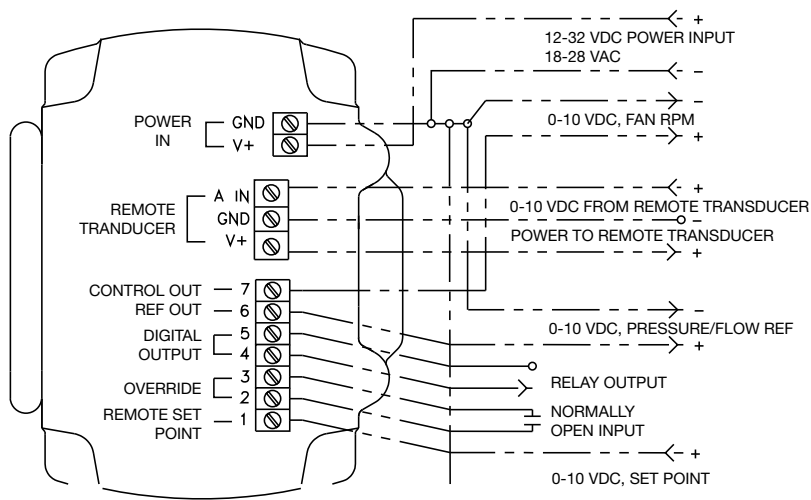 +
12-32 VDC POWER INPUT
18-28 VAC
-
-
0-10 VDC, FAN RPM
+
POWER IN
GND
V+
REMOTE TRANDUCER
A IN
GND
V+
+
0-10 VDC FROM REMOTE TRANSDUCER
-
POWER TO REMOTE TRANSDUCER
+
CONTROL OUT 7
REF OUT 6
DIGITAL OUTPUT
5
4
OVERRIDE
3
2
REMOTE SET POINT
1
-
0-10 VDC, PRESSURE/FLOW REF
+
RELAY OUTPUT
NORMALLY
OPEN INPUT
+
0-10 VDC, SET POINT